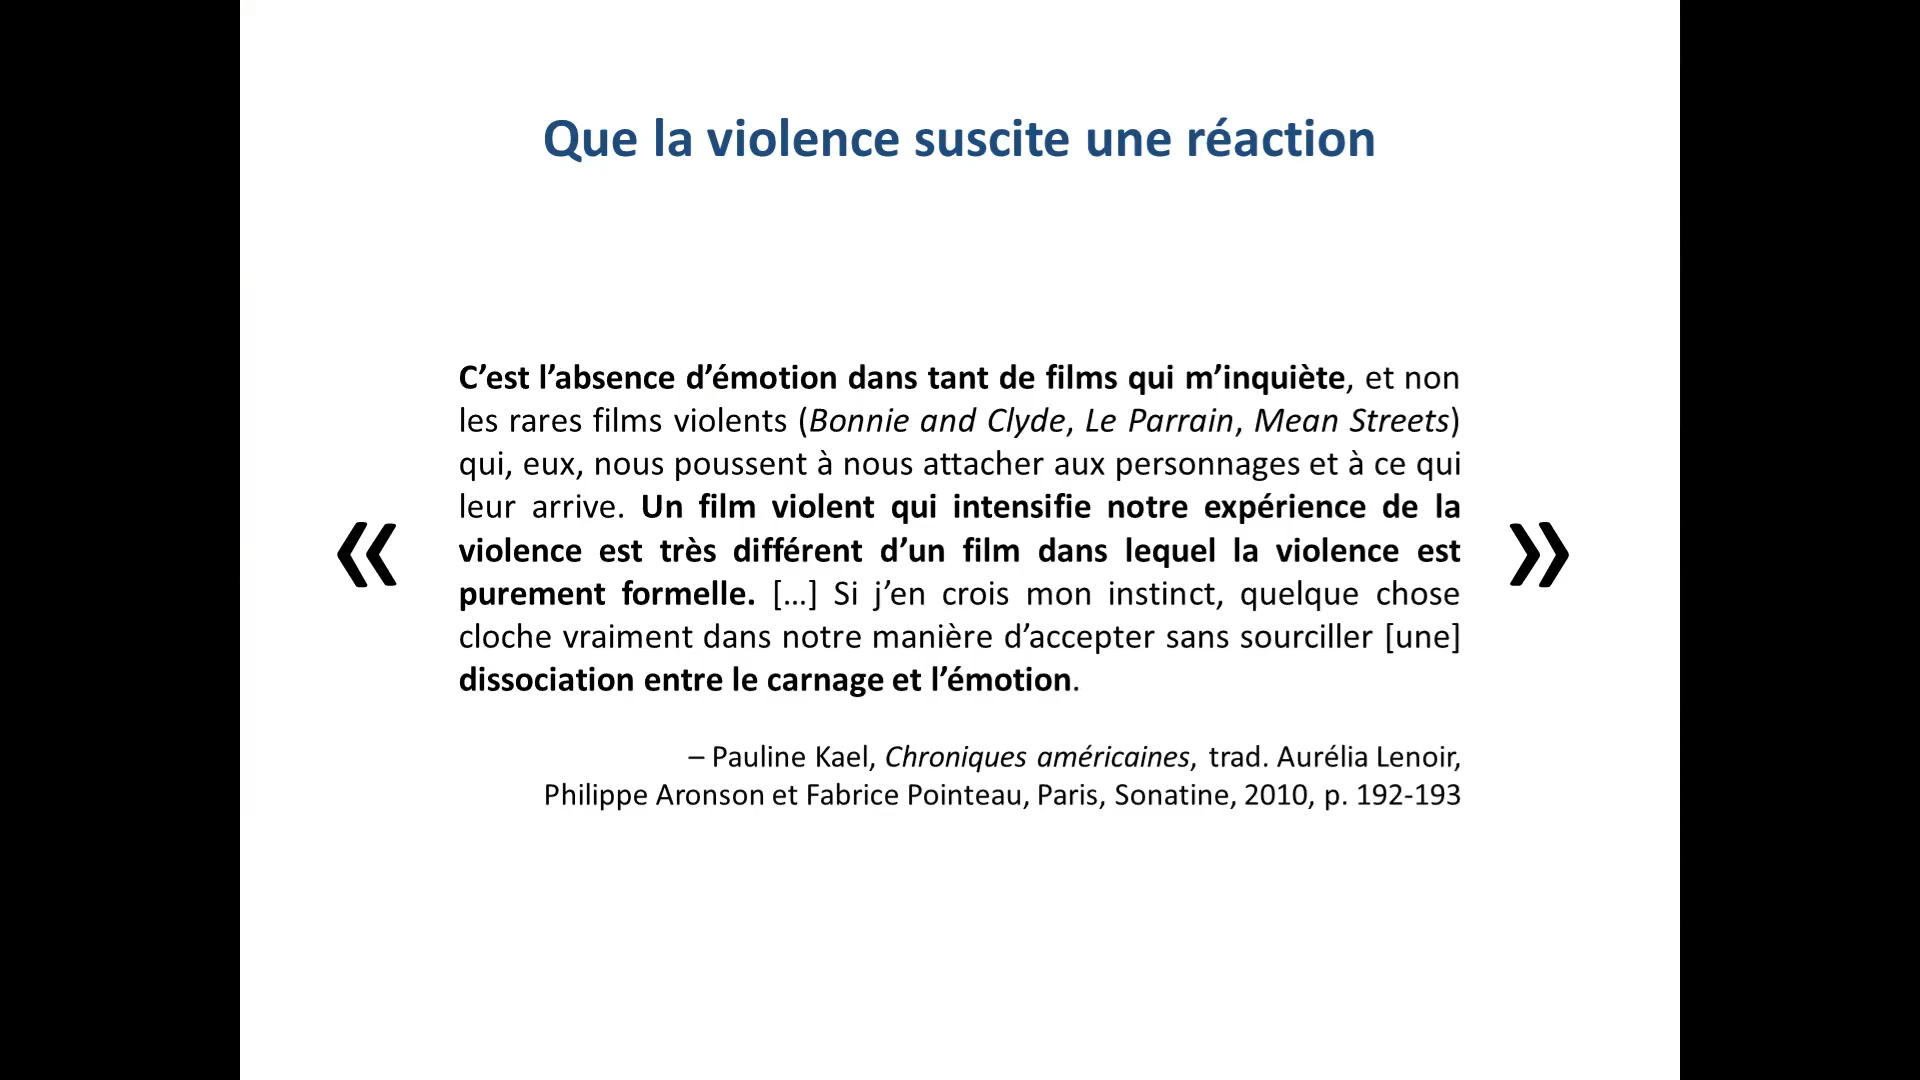 Que la violence suscite une réaction
C’est l’absence d’émotion dans tant de films qui m’inquiète, et non
les rares films violents (Bonnie and Clyde, Le Parrain, Mean Streets)
qui, eux, nous poussent à nous attacher aux personnages et à ce qui
leur arrive. Un film violent qui intensifie notre expérience de la
« violence est très différent d’un film dans lequel la violence est »
purement formelle. [...] Si j’en crois mon instinct, quelque chose
cloche vraiment dans notre manière d’accepter sans sourciller [une]
dissociation entre le carnage et l’émotion.
– Pauline Kael, Chroniques américaines, trad. Aurélia Lenoir,
Philippe Aronson et Fabrice Pointeau, Paris, Sonatine, 2010, p. 192-193